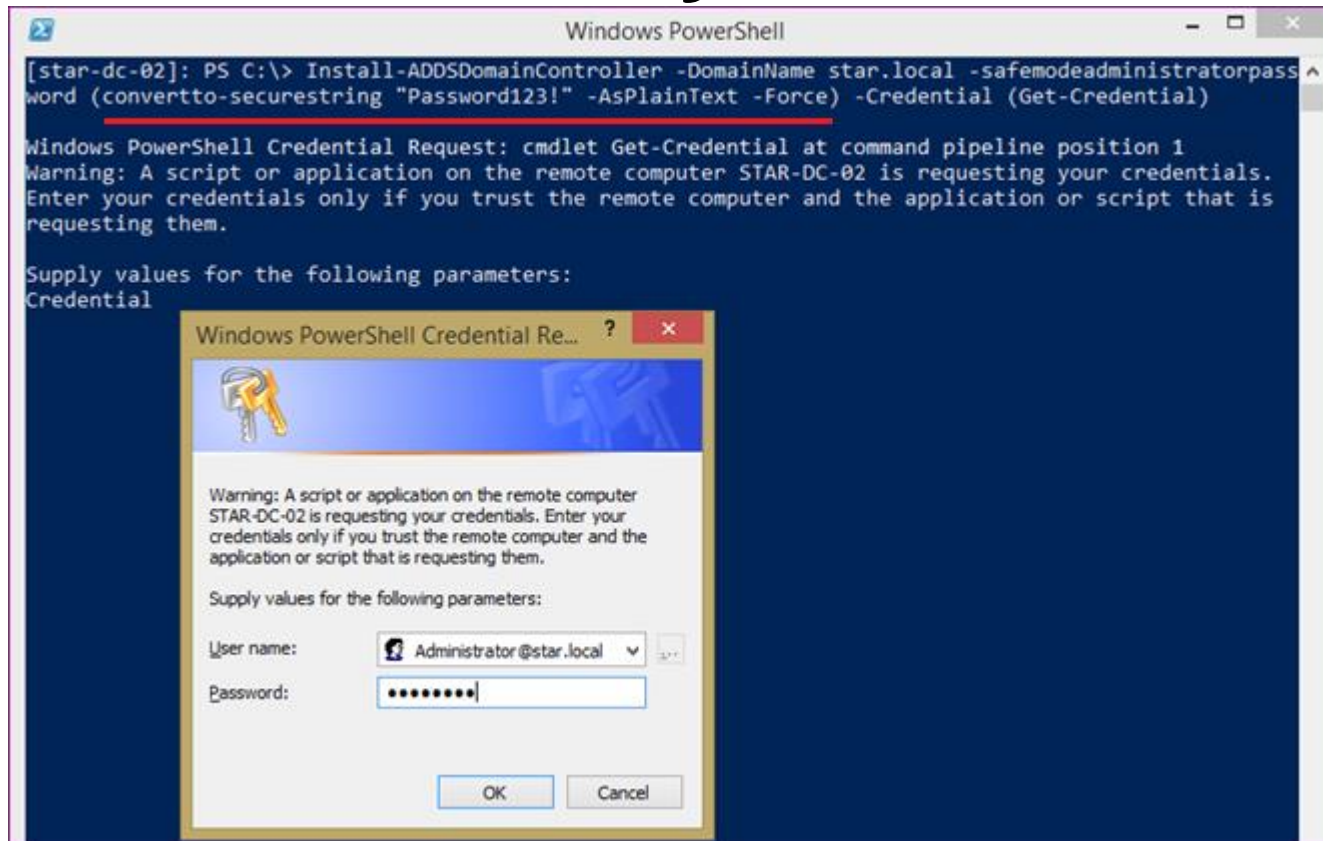 Windows PowerShell
[star-dc-02]: PS C:\> Install-ADDSDomainController -DomainName star.local -safemodeadministratorpass
word (convertto-securestring "Password123!" -AsPlainText -Force) -Credential (Get-Credential)
Windows PowerShell Credential Request: cmdlet Get-Credential at command pipeline position 1
Warning: A script or application on the remote computer STAR-DC-02 is requesting your credentials.
Enter your credentials only if you trust the remote computer and the application or script that is
requesting them.
Supply values for the following parameters:
Credential
Windows PowerShell Credential Re... ?
Warning: A script or application on the remote computer
STAR-DC-02 is requesting your credentials. Enter your
credentials only if you trust the remote computer and the
application or script that is requesting them.
Supply values for the following parameters:
User name: Administrator@star.local ...
Password: ••••••••
OK Cancel